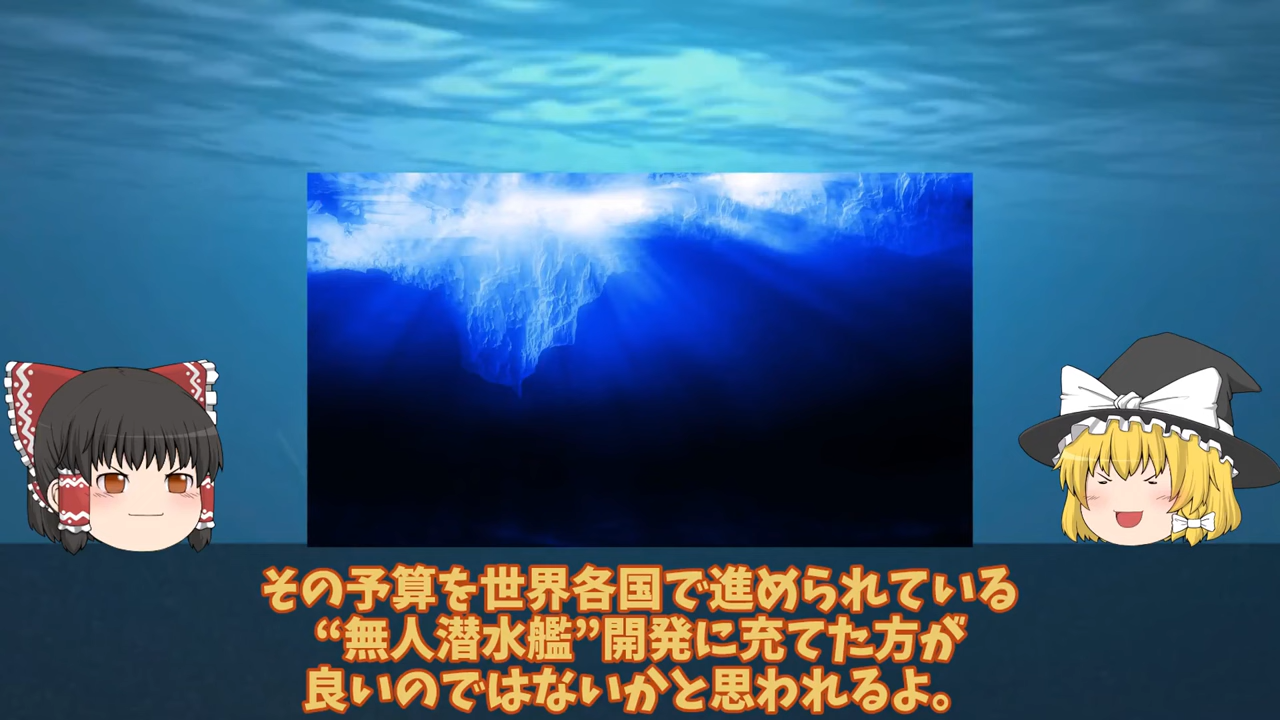 その予算を世界各国で進められている
“無人潜水艦”開発に充てた方が
良いのではないかと思われるよ。